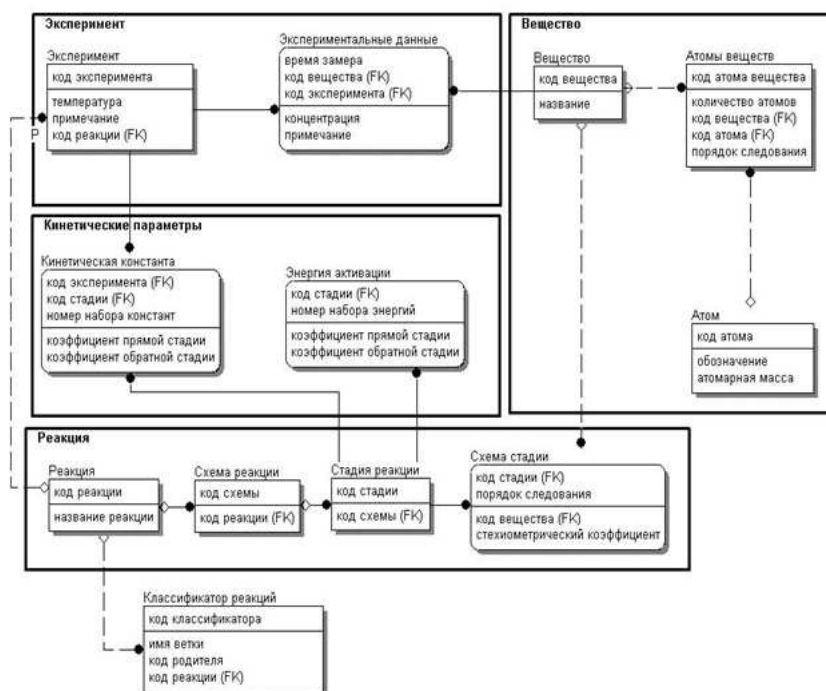 Эксперимент
Эксперимент
код эксперимента
температура
примечание
код реакции (FK)
P
Экспериментальные данные
время замера
код вещества (FK)
код эксперимента (FK)
концентрация
примечание
Вещество
Вещество
код вещества
название
Атомы веществ
код атома вещества
количество атомов
код вещества (FK)
код атома (FK)
порядок следования
Атом
код атома
обозначение
атомарная масса
Кинетические параметры
Кинетическая константа
код эксперимента (FK)
код стадии (FK)
номер набора констант
коэффициент прямой стадии
коэффициент обратной стадии
Энергия активации
код стадии (FK)
номер набора энергий
коэффициент прямой стадии
коэффициент обратной стадии
Реакция
Реакция
код реакции
название реакции
Схема реакции
код схемы
код реакции (FK)
Стадия реакции
код стадии
код схемы (FK)
Схема стадии
код стадии (FK)
порядок следования
код вещества (FK)
стехиометрический коэффициент
Классификатор реакций
код классификатора
имя ветки
код родителя
код реакции (FK)